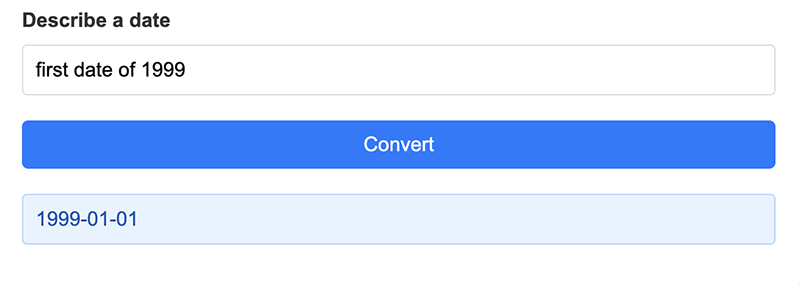 Describe a date
first date of 1999
Convert
1999-01-01